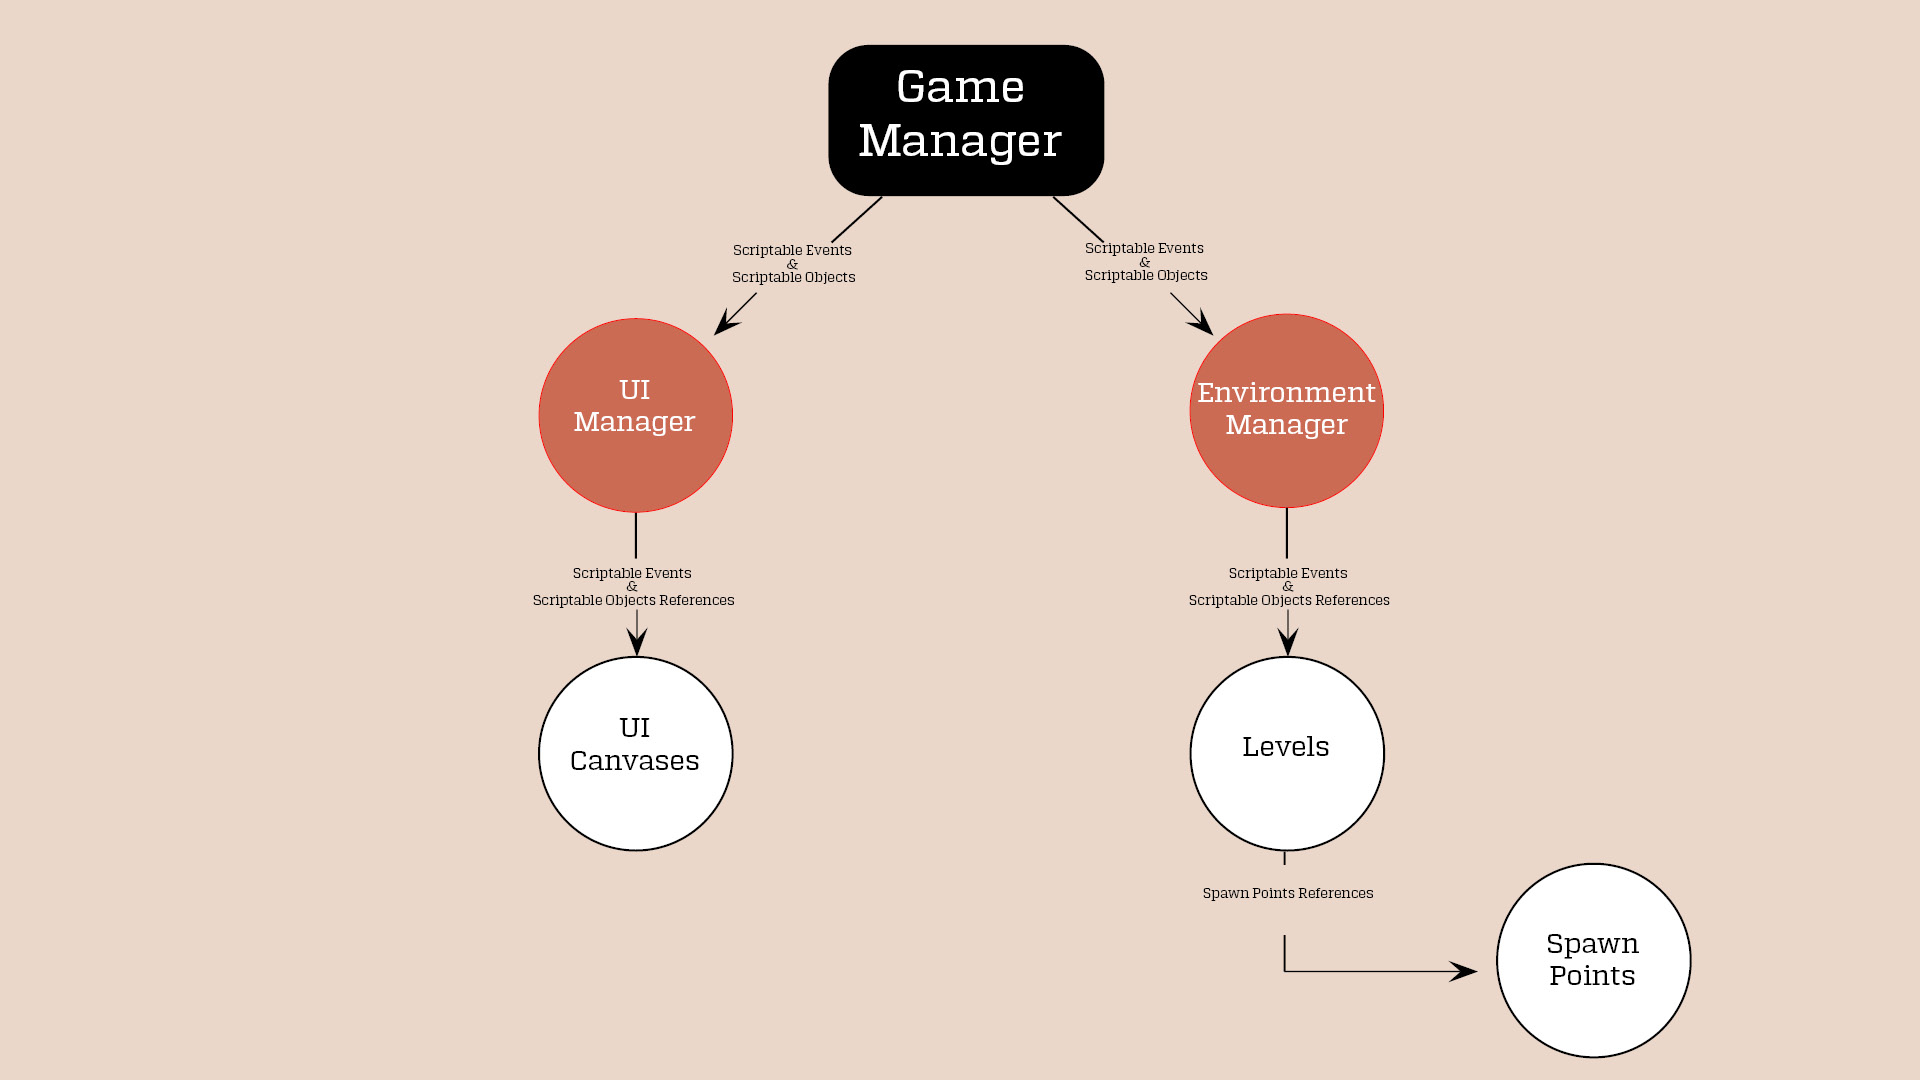 Game
Manager
Scriptable Events
&
Scriptable Objects
Scriptable Events
&
Scriptable Objects
UI
Manager
Environment
Manager
Scriptable Events
&
Scriptable Objects References
Scriptable Events
&
Scriptable Objects References
UI
Canvases
Levels
Spawn Points References
Spawn
Points